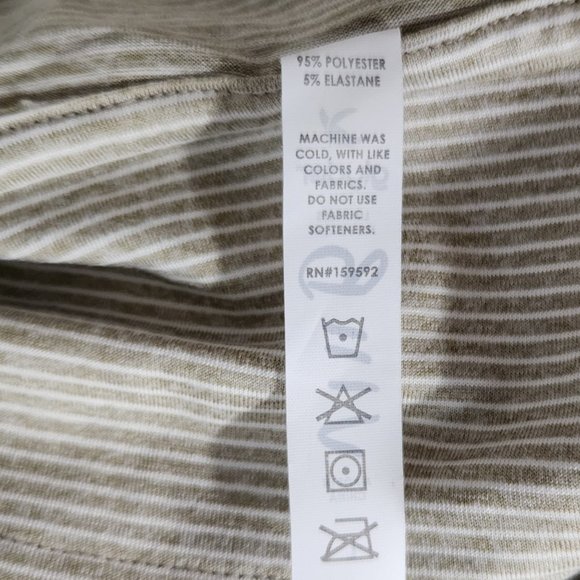 95% POLYESTER
5% ELASTANE
MACHINE WAS
COLD, WITH LIKE
COLORS AND
FABRICS.
DO NOT USE
FABRIC
SOFTENERS.
RN#159592